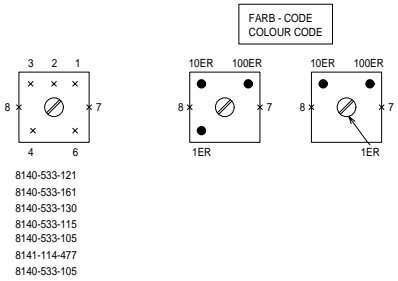 FARB - CODE
COLOUR CODE
3 2 1
8 7
4 6
10ER 100ER
8 7
1ER
10ER 100ER
8 7
1ER
8140-533-121
8140-533-161
8140-533-130
8140-533-115
8140-533-105
8141-114-477
8140-533-105